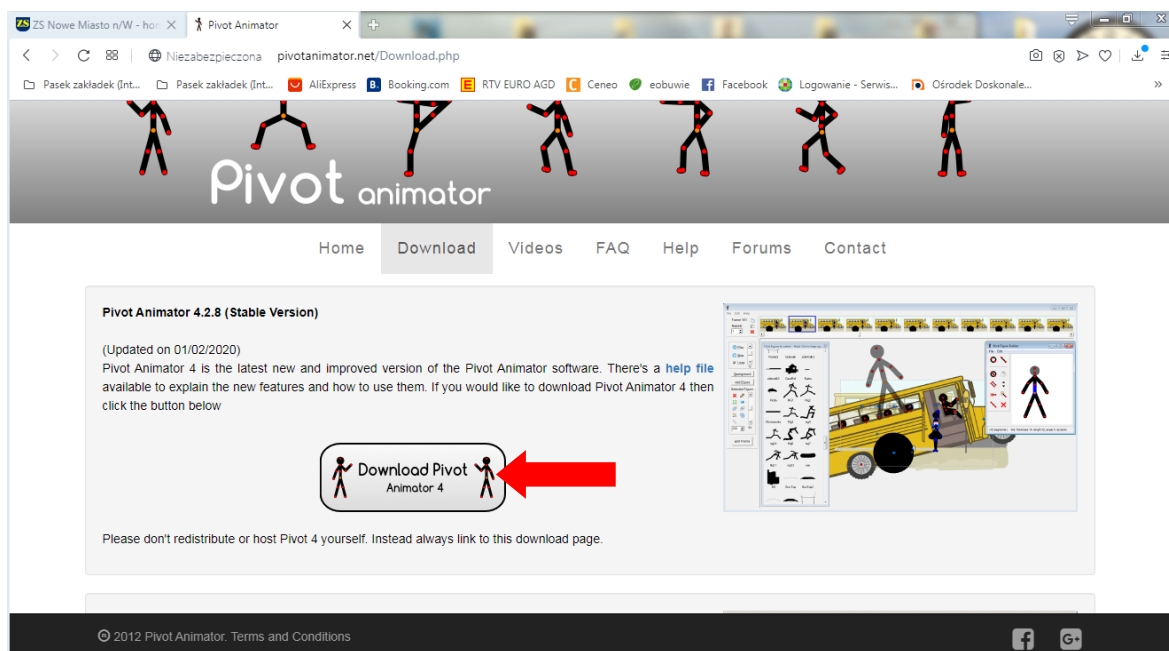 ZS Nowe Miasto n/W - hor
Pivot Animator
Niezabezpieczona pivotanimator.net/Download.php
Pasek zakładek (Int... Pasek zakładek (Int... AliExpress B. Booking.com E RTV EURO AGD C Ceneo eobuwie Facebook Logowanie - Serwis... Ośrodek Doskonale...
Pivot animator
Home Download Videos FAQ Help Forums Contact
Pivot Animator 4.2.8 (Stable Version)
(Updated on 01/02/2020)
Pivot Animator 4 is the latest new and improved version of the Pivot Animator software. There's a help file
available to explain the new features and how to use them. If you would like to download Pivot Animator 4 then
click the button below
Download Pivot
Animator 4
Please don't redistribute or host Pivot 4 yourself. Instead always link to this download page.
2012 Pivot Animator. Terms and Conditions